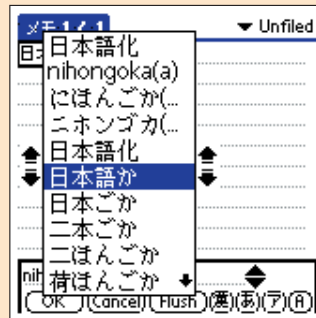 メモ 1 / 1
▼ Unfiled
日本語化
nihongoka(a)
にほんごか(...
ニホンゴカ(...
日本語化
日本語か
日本ごか
二本ごか
二ほんごか
荷ほんごか
nih
OK Cancel Flush 漢 あ ア A